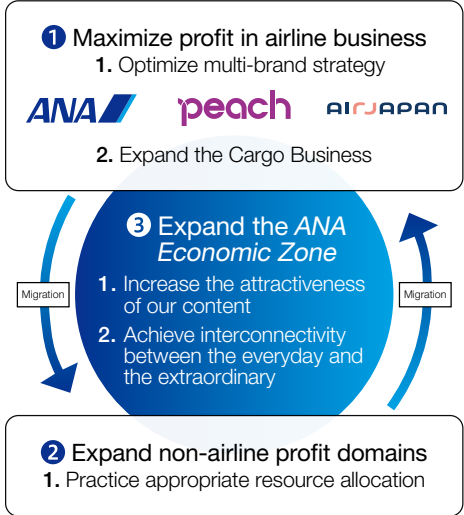 ❶ Maximize profit in airline business
1. Optimize multi-brand strategy
ANA peach AIRJAPAN
2. Expand the Cargo Business
❸ Expand the ANA
Economic Zone
1. Increase the attractiveness
of our content
2. Achieve interconnectivity
between the everyday and
the extraordinary
Migration
Migration
❷ Expand non-airline profit domains
1. Practice appropriate resource allocation